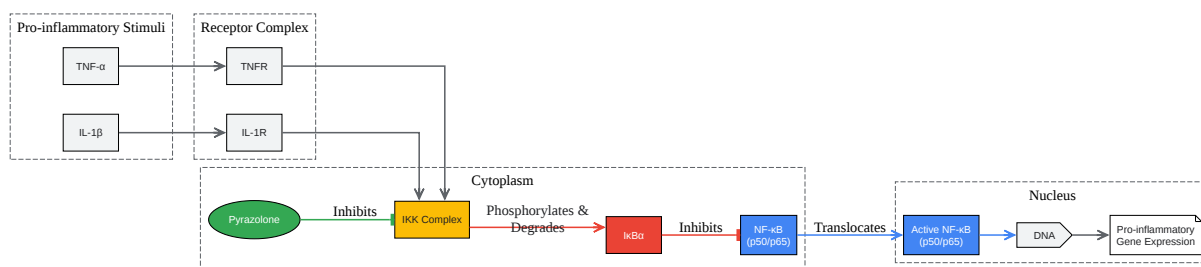 Pro-inflammatory Stimuli
Receptor Complex
TNF-α
TNFR
IL-1β
IL-1R
Cytoplasm
Nucleus
Pyrazolone
Inhibits
IKK Complex
Phosphorylates &
Degrades
IκBα
Inhibits
NF-κB
(p50/p65)
Translocates
Active NF-κB
(p50/p65)
DNA
Pro-inflammatory
Gene Expression